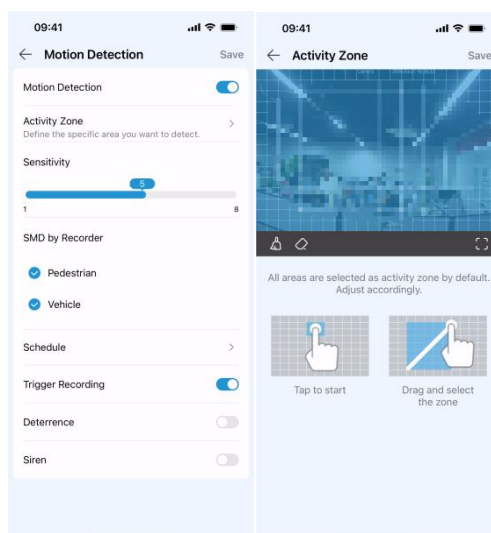 09:41
Motion Detection
Save
Motion Detection
Activity Zone
Define the specific area you want to detect.
Sensitivity
5
1
8
SMD by Recorder
Pedestrian
Vehicle
Schedule
Trigger Recording
Deterrence
Siren
09:41
Activity Zone
Save
All areas are selected as activity zone by default.
Adjust accordingly.
Tap to start
Drag and select
the zone